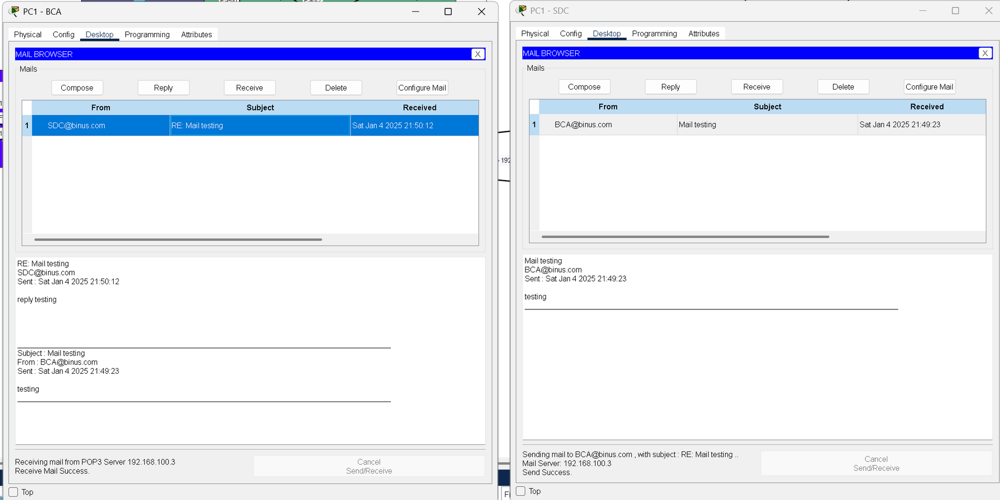 PC1 - BCA
Physical Config Desktop Programming Attributes
MAIL BROWSER X
Mails
Compose Reply Receive Delete Configure Mail
From Subject Received
1 SDC@binus.com RE: Mail testing Sat Jan 4 2025 21:50:12
RE: Mail testing
SDC@binus.com
Sent : Sat Jan 4 2025 21:50:12
reply testing
Subject : Mail testing
From : BCA@binus.com
Sent : Sat Jan 4 2025 21:49:23
testing
Receiving mail from POP3 Server 192.168.100.3
Receive Mail Success.
Cancel
Send/Receive
Top
192
PC1 - SDC
Physical Config Desktop Programming Attributes
MAIL BROWSER X
Mails
Compose Reply Receive Delete Configure Mail
From Subject Received
1 BCA@binus.com Mail testing Sat Jan 4 2025 21:49:23
Mail testing
BCA@binus.com
Sent : Sat Jan 4 2025 21:49:23
testing
Sending mail to BCA@binus.com , with subject : RE: Mail testing ..
Mail Server: 192.168.100.3
Send Success.
Cancel
Send/Receive
Top